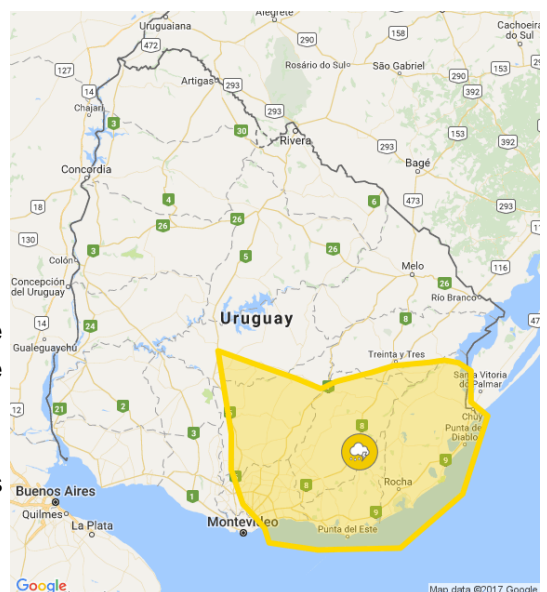 Alegrete
Uruguaiana
Cachoeira
do Sul
472
290
158
Rosário do Sul
São Gabriel
127
14
Artigas
293
290
153
392
Chajarí
3
293
392
30
Rivera
153
Concordia
Bagé
473
293
18
4
6
26
26
130
3
26
5
26
Colón
Melo
116
Concepción
del Uruguay
26
Río Branco
14
24
Uruguay
8
Gualeguaychú
Treinta y Tres
e
e
Santa Vitoria
do Palmar
12
21
2
3
Chuy
Punta de
Diablo
8
9
s
1
8
Rocha
Buenos Aires
9
Quilmes
La Plata
Montevideo
Punta del Este
Google
Map data ©2017 Google